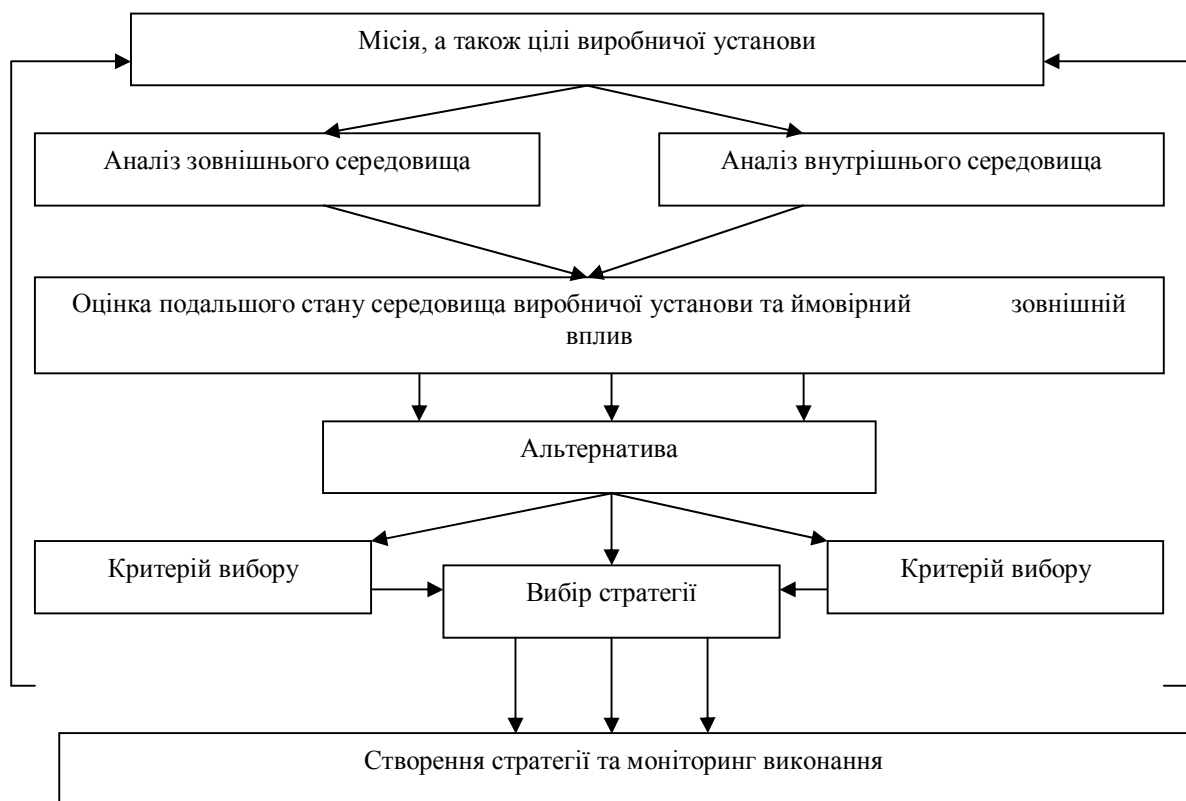 Місія, а також цілі виробничої установи
Аналіз зовнішнього середовища
Аналіз внутрішнього середовища
Оцінка подальшого стану середовища виробничої установи та ймовірний зовнішній
вплив
Альтернатива
Критерій вибору
Вибір стратегії
Критерій вибору
Створення стратегії та моніторинг виконання